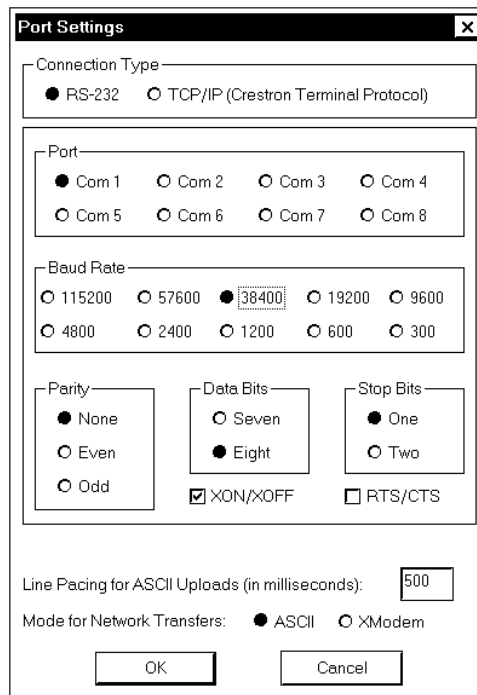 Port Settings
Connection Type
RS-232 TCP/IP (Crestron Terminal Protocol)
Port
Com 1 Com 2 Com 3 Com 4
Com 5 Com 6 Com 7 Com 8
Baud Rate
115200 57600 38400 19200 9600
4800 2400 1200 600 300
Parity Data Bits Stop Bits
None Seven One
Even Eight Two
Odd XON/XOFF RTS/CTS
Line Pacing for ASCII Uploads (in milliseconds): 500
Mode for Network Transfers: ASCII XModem
OK Cancel